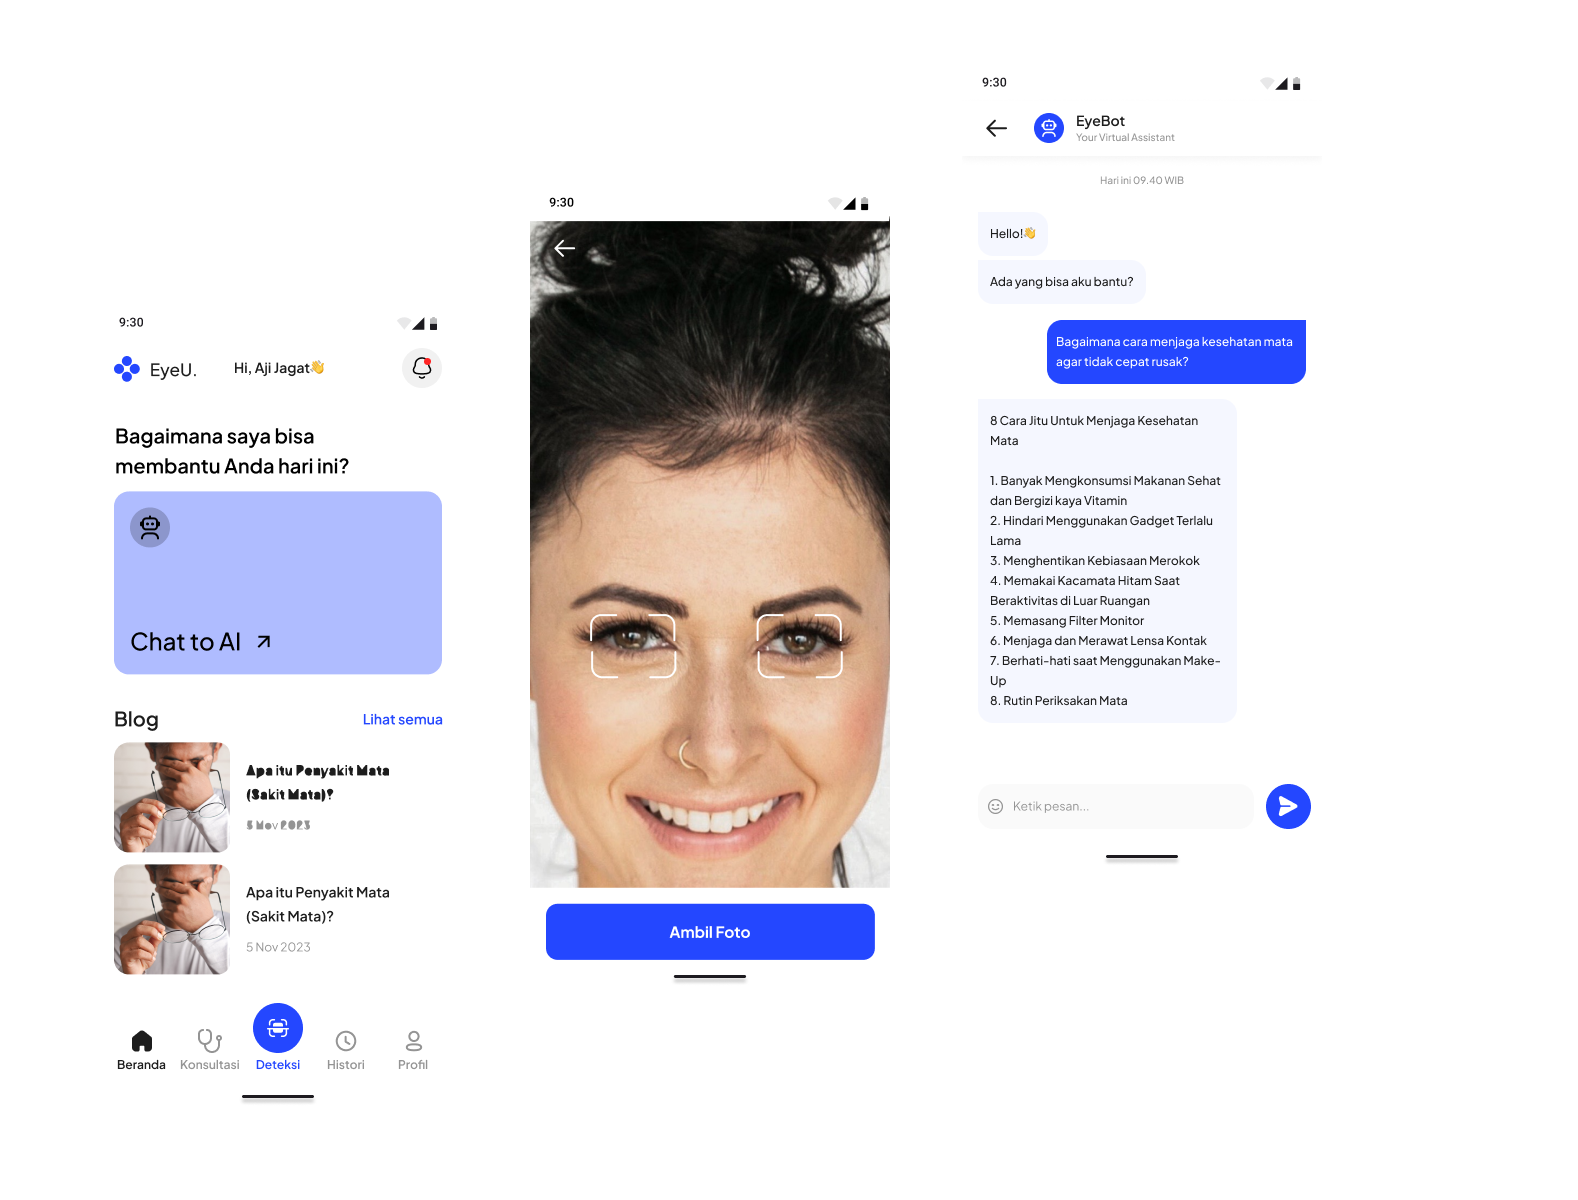 9:30
EyeU.
Hi, Aji Jagat👋
Bagaimana saya bisa
membantu Anda hari ini?
Chat to AI
Blog
Lihat semua
Apa itu Penyakit Mata
(Sakit Mata)?
5 Nov 2023
Apa itu Penyakit Mata
(Sakit Mata)?
5 Nov 2023
Beranda
Konsultasi
Deteksi
Histori
Profil
9:30
Ambil Foto
9:30
EyeBot
Your Virtual Assistant
Hari ini 09.40 WIB
Hello!👋
Ada yang bisa aku bantu?
Bagaimana cara menjaga kesehatan mata
agar tidak cepat rusak?
8 Cara Jitu Untuk Menjaga Kesehatan
Mata
1. Banyak Mengkonsumsi Makanan Sehat
dan Bergizi kaya Vitamin
2. Hindari Menggunakan Gadget Terlalu
Lama
3. Menghentikan Kebiasaan Merokok
4. Memakai Kacamata Hitam Saat
Beraktivitas di Luar Ruangan
5. Memasang Filter Monitor
6. Menjaga dan Merawat Lensa Kontak
7. Berhati-hati saat Menggunakan Make-
Up
8. Rutin Periksakan Mata
Ketik pesan...